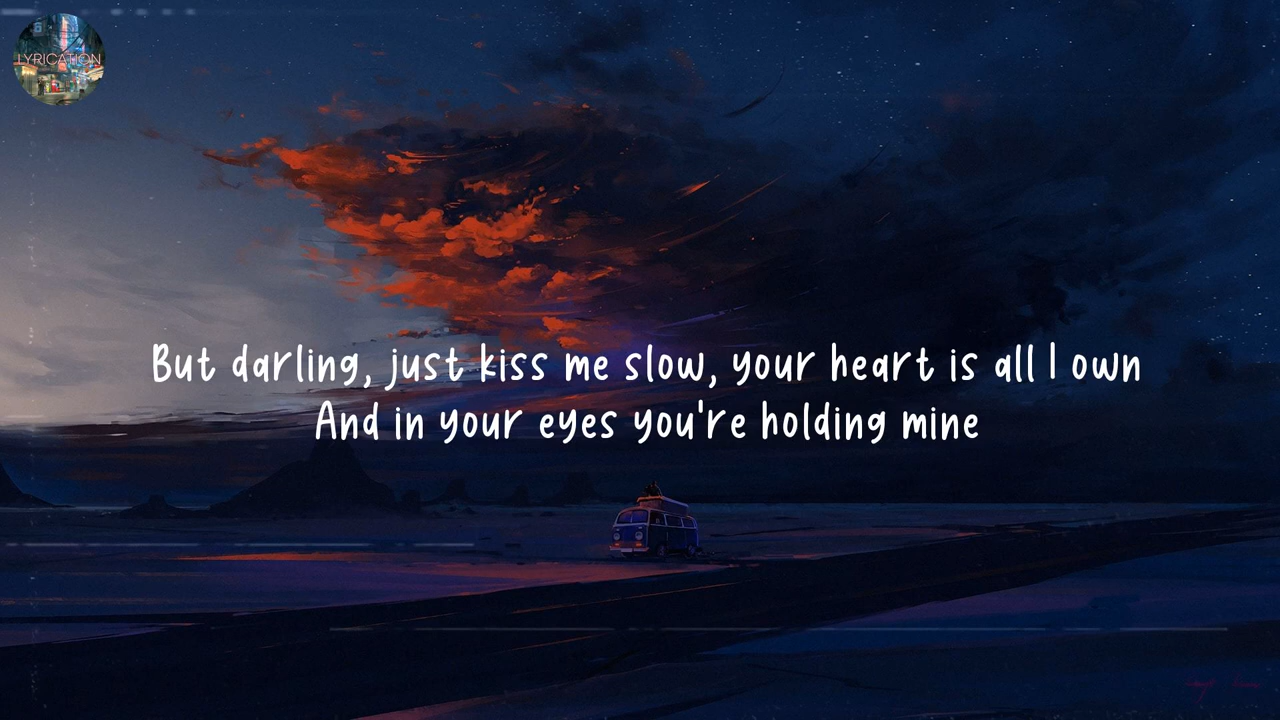 LYRICATION
But darling, just kiss me slow, your heart is all I own
And in your eyes you're holding mine